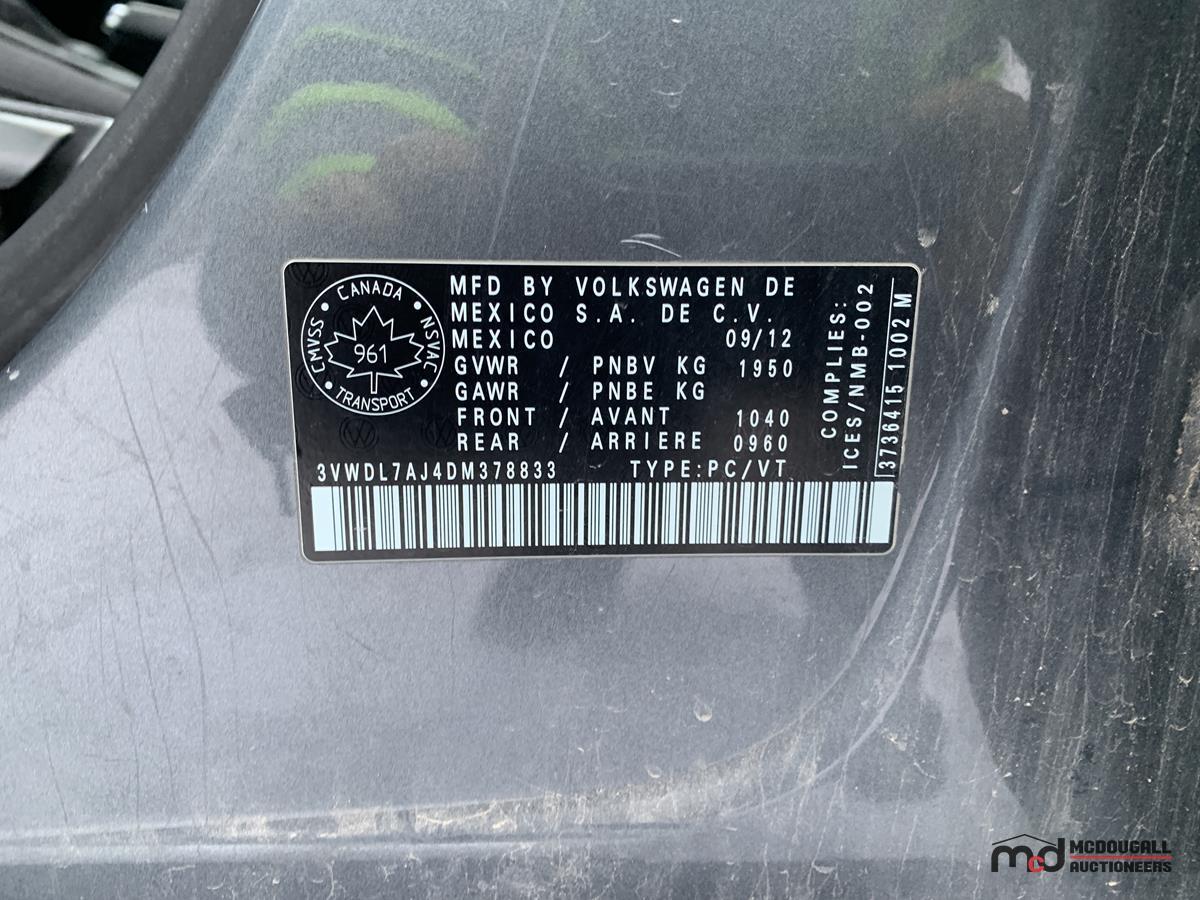 CANADA
CMVSS
NSVAC
961
TRANSPORT
MFD BY VOLKSWAGEN DE
MEXICO S.A. DE C.V.
MEXICO 09/12
GVWR / PNBV KG 1950
GAWR / PNBE KG
FRONT / AVANT 1040
REAR / ARRIERE 0960
3VWDL7AJ4DM378833 TYPE:PC/VT
COMPLIES:
ICES/NMB-002
3736415 1002 M
mcd MCDOUGALL
AUCTIONEERS